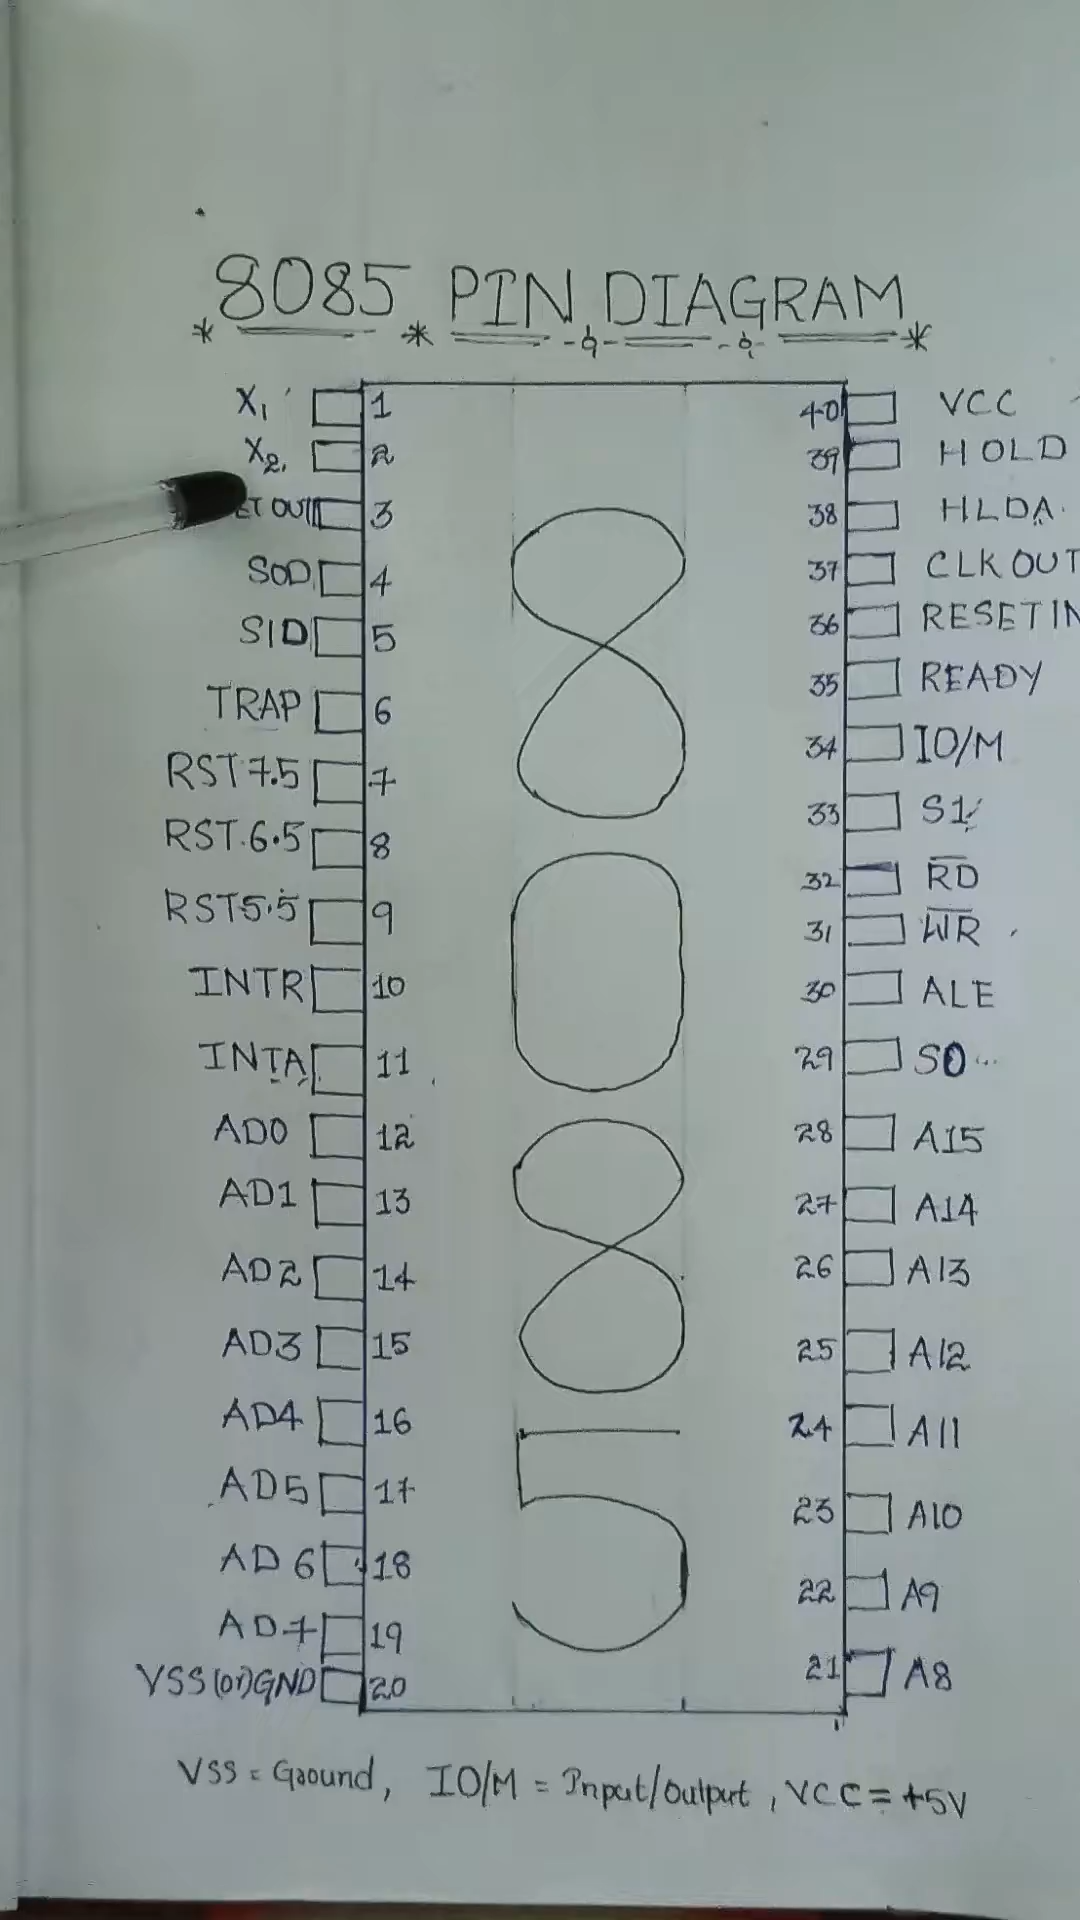 8085 PIN DIAGRAM
X1 1 40 VCC
X2 2 39 HOLD
ET OUT 3 38 HLDA
SOD 4 37 CLK OUT
SID 5 36 RESET IN
TRAP 6 35 READY
RST 7.5 7 34 IO/M
RST 6.5 8 33 S1
RST 5.5 9 32 R̅D̅
INTR 10 31 W̅R̅
INTA 11 30 ALE
AD0 12 29 S0
AD1 13 28 A15
AD2 14 27 A14
AD3 15 26 A13
AD4 16 25 A12
AD5 17 24 A11
AD6 18 23 A10
AD7 19 22 A9
VSS (or) GND 20 21 A8
8085
VSS = Ground, IO/M = Input/Output, VCC = +5V